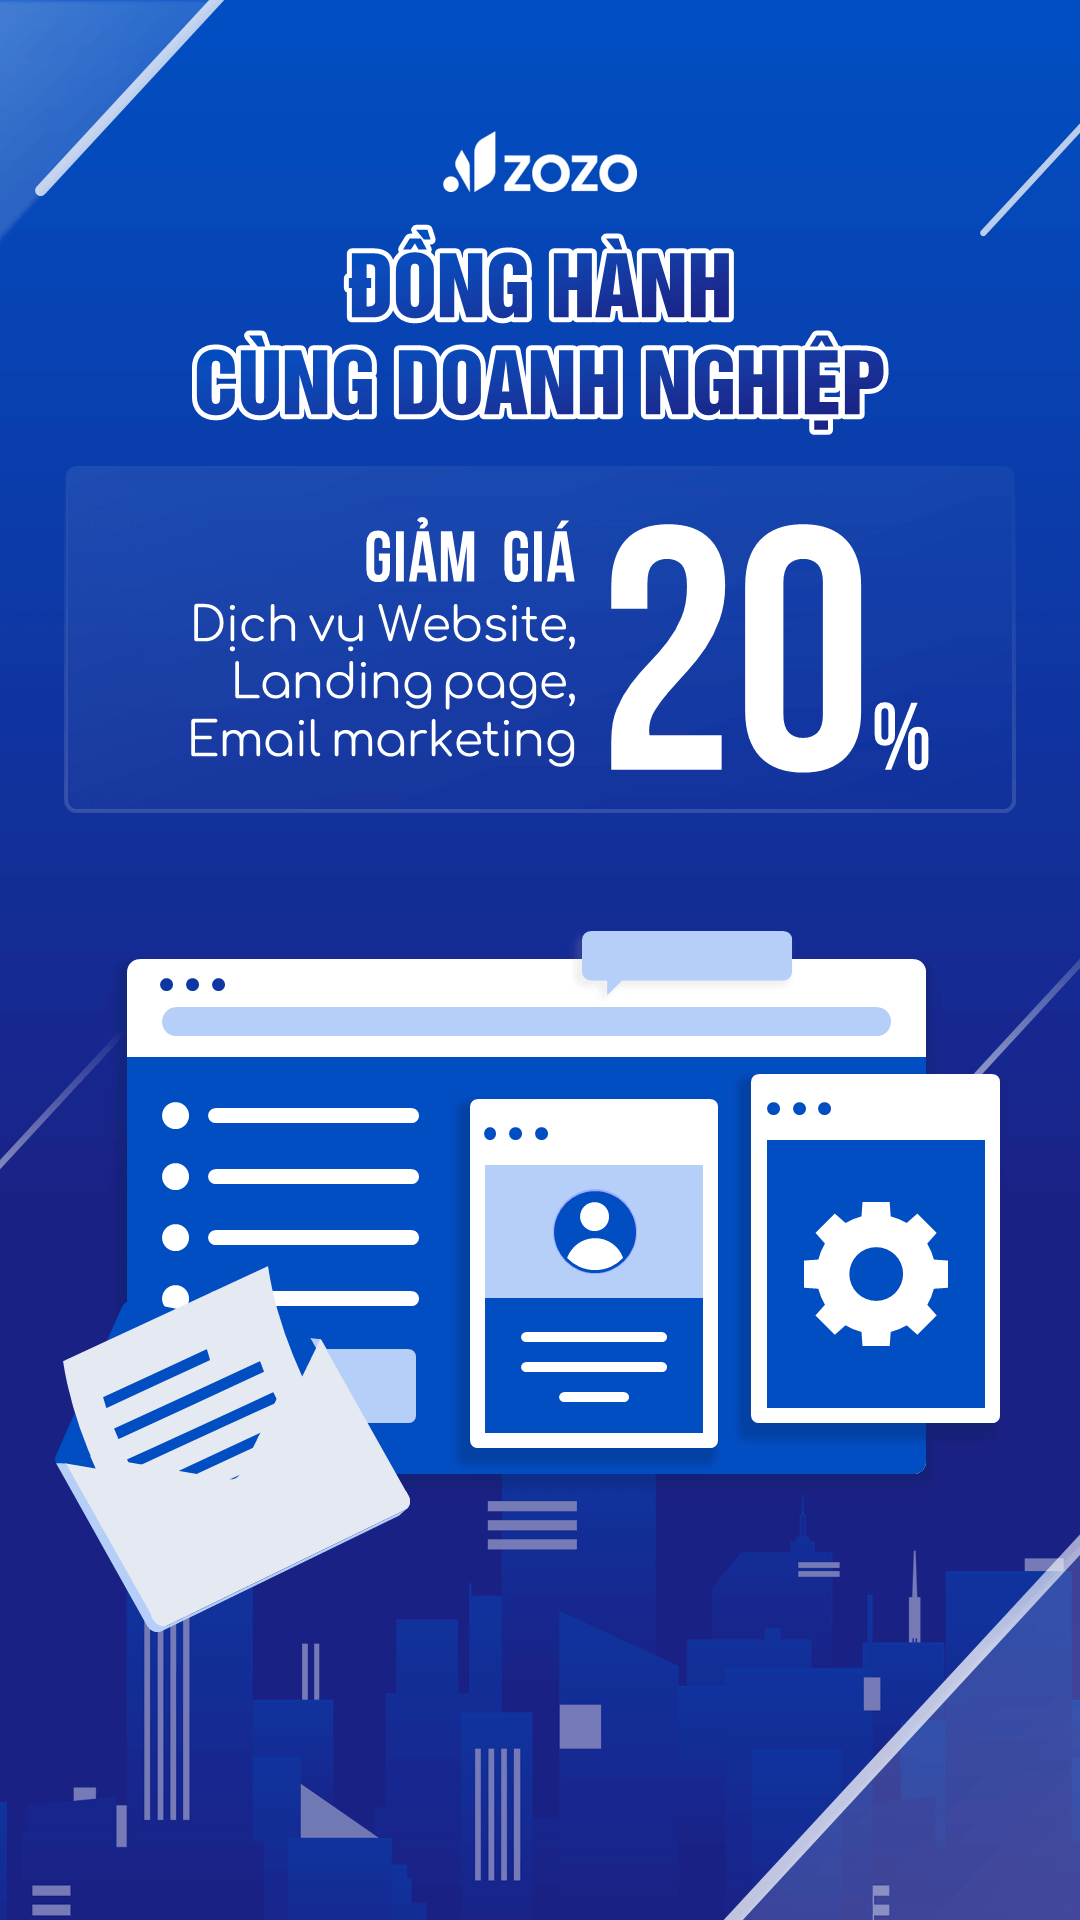 ZOZO
ĐỒNG HÀNH
CÙNG DOANH NGHIỆP
GIẢM GIÁ
Dịch vụ Website,
Landing page,
Email marketing
20%